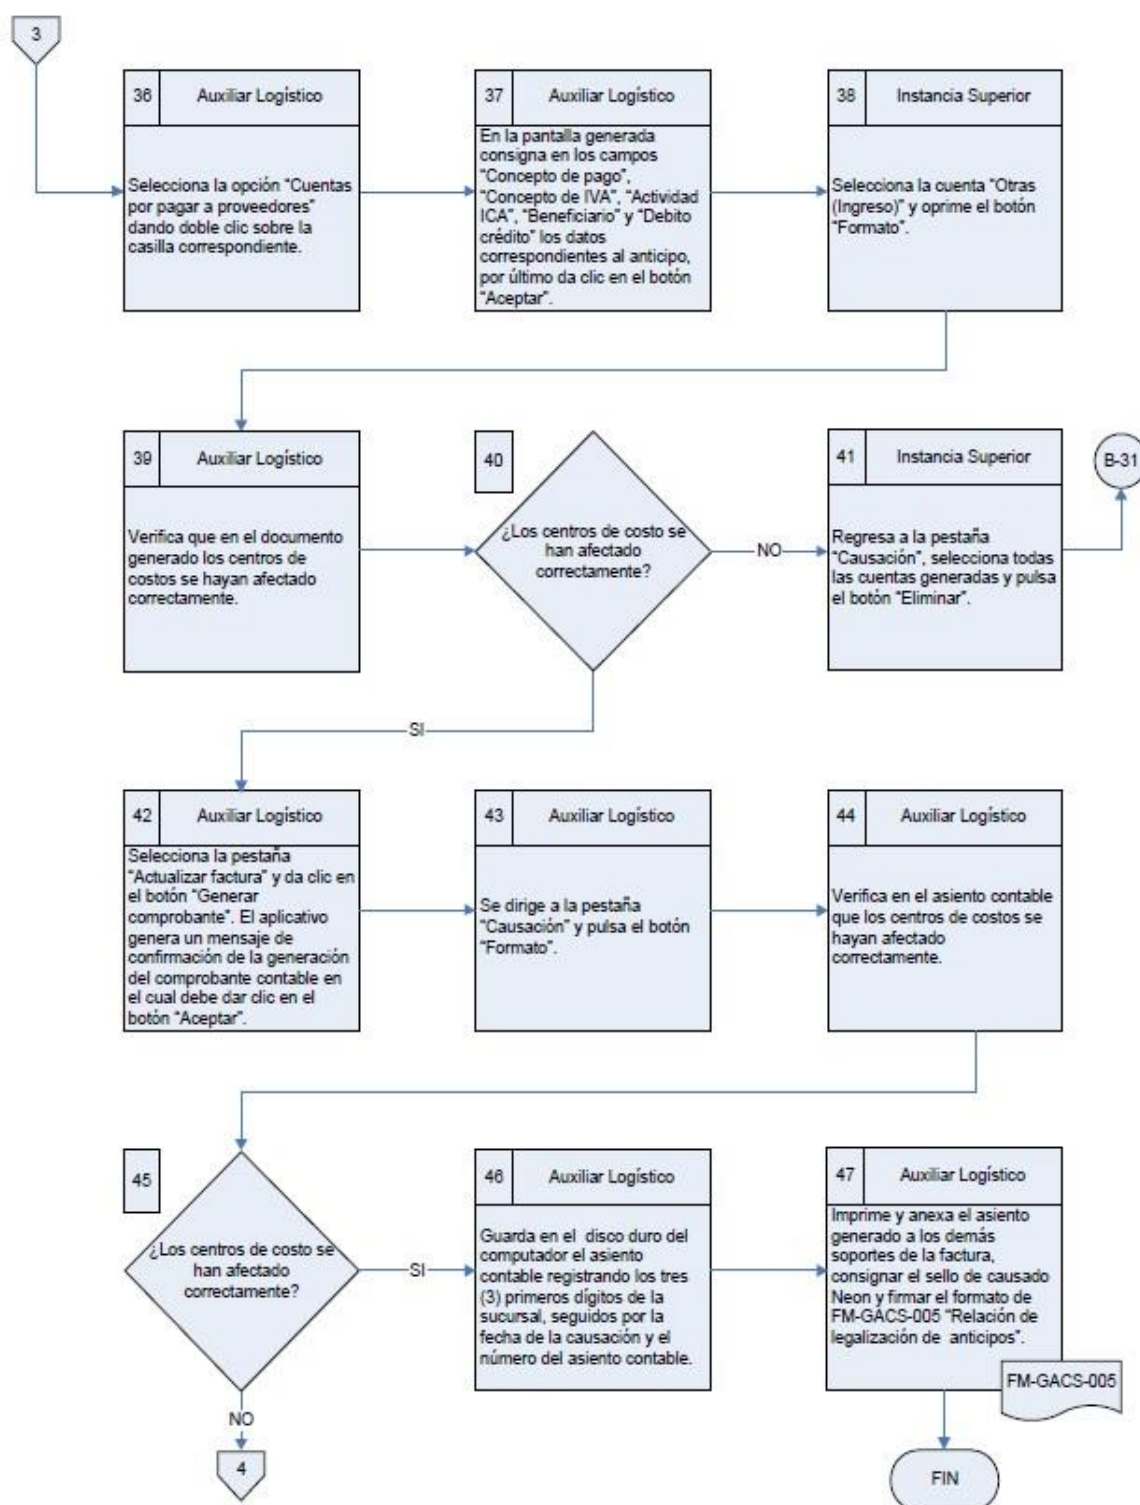 3
36 Auxiliar Logístico
Selecciona la opción “Cuentas
por pagar a proveedores”
dando doble clic sobre la
casilla correspondiente.
37 Auxiliar Logístico
En la pantalla generada
consigna en los campos
“Concepto de pago”,
“Concepto de IVA”, “Actividad
ICA”, “Beneficiario” y “Debito
crédito” los datos
correspondientes al anticipo,
por último da clic en el botón
“Aceptar”.
38 Instancia Superior
Selecciona la cuenta “Otras
(Ingreso)” y oprime el botón
“Formato”.
39 Auxiliar Logístico
Verifica que en el documento
generado los centros de
costos se hayan afectado
correctamente.
40
¿Los centros de costo se
han afectado
correctamente?
NO
41 Instancia Superior
Regresa a la pestaña
“Causación”, selecciona todas
las cuentas generadas y pulsa
el botón “Eliminar”.
B-31
SI
42 Auxiliar Logístico
Selecciona la pestaña
“Actualizar factura” y da clic en
el botón “Generar
comprobante”. El aplicativo
genera un mensaje de
confirmación de la generación
del comprobante contable en
el cual debe dar clic en el
botón “Aceptar”.
43 Auxiliar Logístico
Se dirige a la pestaña
“Causación” y pulsa el botón
“Formato”.
44 Auxiliar Logístico
Verifica en el asiento contable
que los centros de costos se
hayan afectado
correctamente.
45
¿Los centros de costo se
han afectado
correctamente?
SI
46 Auxiliar Logístico
Guarda en el disco duro del
computador el asiento
contable registrando los tres
(3) primeros dígitos de la
sucursal, seguidos por la
fecha de la causación y el
número del asiento contable.
47 Auxiliar Logístico
Imprime y anexa el asiento
generado a los demás
soportes de la factura,
consignar el sello de causado
Neon y firmar el formato de
FM-GACS-005 “Relación de
legalización de anticipos”.
FM-GACS-005
NO
4
FIN